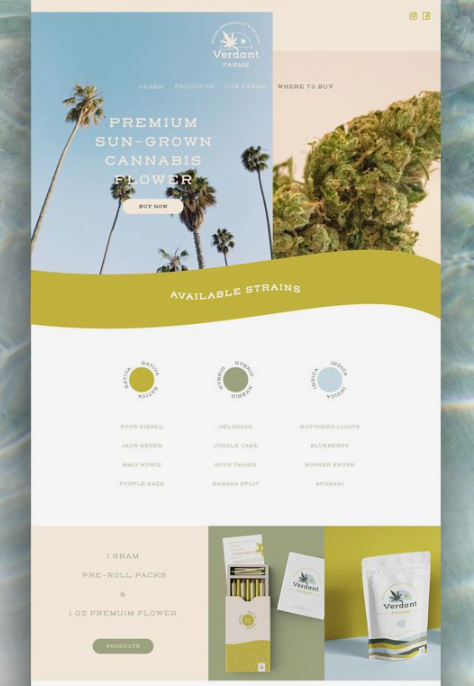 Verdant
FARMS
LEARN PRODUCTS OUR FARMS WHERE TO BUY
PREMIUM
SUN-GROWN
CANNABIS
FLOWER
BUY NOW
AVAILABLE STRAINS
SATIVA SATIVA
HYBRID HYBRID
INDICA INDICA
SOUR DIESEL
JACK HERER
MAUI WOWIE
PURPLE HAZE
GELONADE
JUNGLE CAKE
SOUR TANGIE
BANANA SPLIT
NORTHERN LIGHTS
BLUEBERRY
KOSHER KRUSH
AFGHANI
1 GRAM
PRE-ROLL PACKS
&
1 OZ PREMIUM FLOWER
PRODUCTS
Verdant
Verdant
FARMS